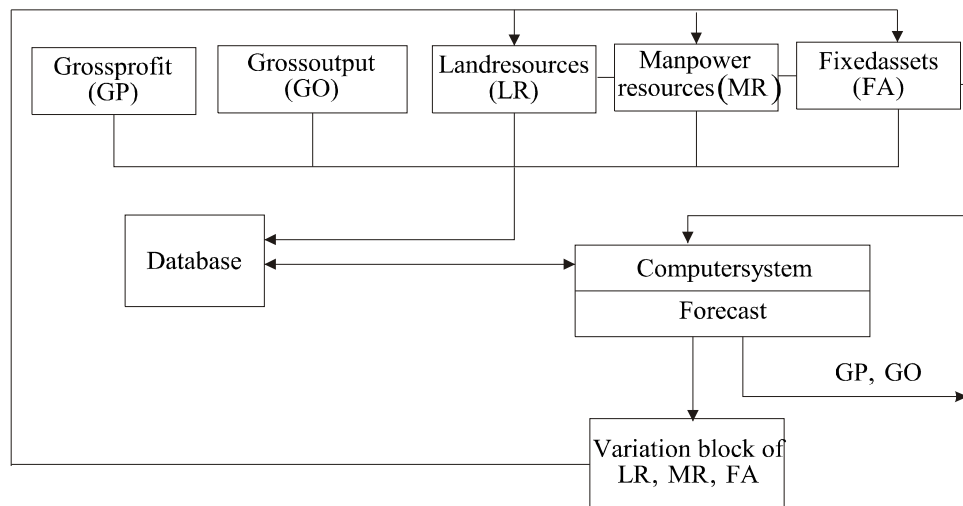 Grossprofit
(GP)
Grossoutput
(GO)
Landresources
(LR)
Manpower
resources(MR)
Fixedassets
(FA)
Database
Computersystem
Forecast
GP, GO
Variation block of
LR, MR, FA